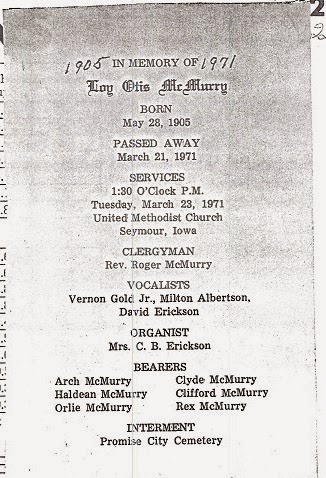 1905 IN MEMORY OF 1971
Loy Otis McMurry
BORN
May 28, 1905
PASSED AWAY
March 21, 1971
SERVICES
1:30 O'Clock P.M.
Tuesday, March 23, 1971
United Methodist Church
Seymour, Iowa
CLERGYMAN
Rev. Roger McMurry
VOCALISTS
Vernon Gold Jr., Milton Albertson,
David Erickson
ORGANIST
Mrs. C. B. Erickson
BEARERS
Arch McMurry Clyde McMurry
Haldean McMurry Clifford McMurry
Orlie McMurry Rex McMurry
INTERMENT
Promise City Cemetery